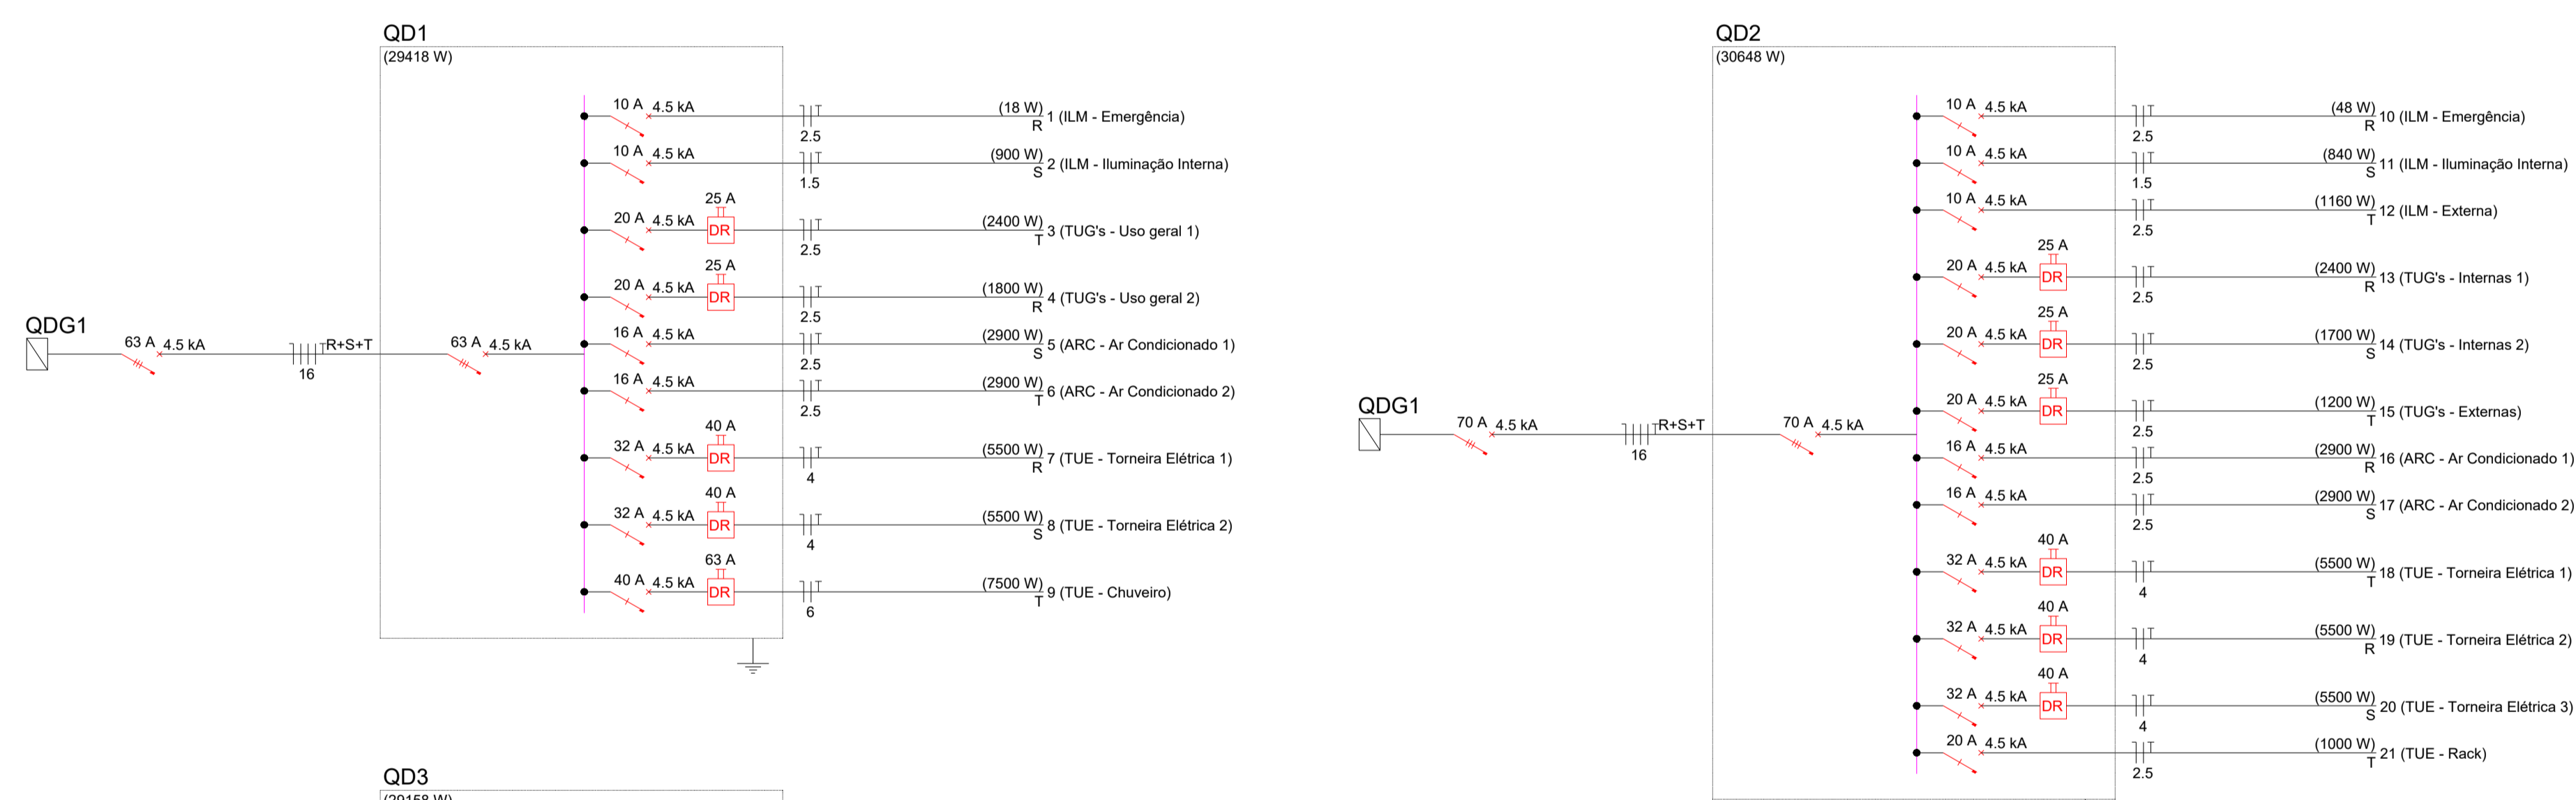 QD1
(29418 W)
10 A 4.5 kA 2.5 (18 W) R 1 (ILM - Emergência)
10 A 4.5 kA 1.5 (900 W) S 2 (ILM - Iluminação Interna)
20 A 4.5 kA 25 A DR 2.5 (2400 W) T 3 (TUG's - Uso geral 1)
20 A 4.5 kA 25 A DR 2.5 (1800 W) R 4 (TUG's - Uso geral 2)
16 A 4.5 kA 2.5 (2900 W) S 5 (ARC - Ar Condicionado 1)
QDG1
63 A 4.5 kA 16 R+S+T 63 A 4.5 kA
16 A 4.5 kA 2.5 (2900 W) T 6 (ARC - Ar Condicionado 2)
32 A 4.5 kA 40 A DR 4 (5500 W) R 7 (TUE - Torneira Elétrica 1)
32 A 4.5 kA 40 A DR 4 (5500 W) S 8 (TUE - Torneira Elétrica 2)
40 A 4.5 kA 63 A DR 6 (7500 W) T 9 (TUE - Chuveiro)
QD2
(30648 W)
10 A 4.5 kA 2.5 (48 W) R 10 (ILM - Emergência)
10 A 4.5 kA 1.5 (840 W) S 11 (ILM - Iluminação Interna)
10 A 4.5 kA 2.5 (1160 W) T 12 (ILM - Externa)
20 A 4.5 kA 25 A DR 2.5 (2400 W) R 13 (TUG's - Internas 1)
20 A 4.5 kA 25 A DR 2.5 (1700 W) S 14 (TUG's - Internas 2)
20 A 4.5 kA 25 A DR 2.5 (1200 W) T 15 (TUG's - Externas)
QDG1
70 A 4.5 kA 16 R+S+T 70 A 4.5 kA
16 A 4.5 kA 2.5 (2900 W) R 16 (ARC - Ar Condicionado 1)
16 A 4.5 kA 2.5 (2900 W) S 17 (ARC - Ar Condicionado 2)
32 A 4.5 kA 40 A DR 4 (5500 W) T 18 (TUE - Torneira Elétrica 1)
32 A 4.5 kA 40 A DR 4 (5500 W) R 19 (TUE - Torneira Elétrica 2)
32 A 4.5 kA 40 A DR 4 (5500 W) S 20 (TUE - Torneira Elétrica 3)
20 A 4.5 kA 2.5 (1000 W) T 21 (TUE - Rack)
QD3
(29158 W)